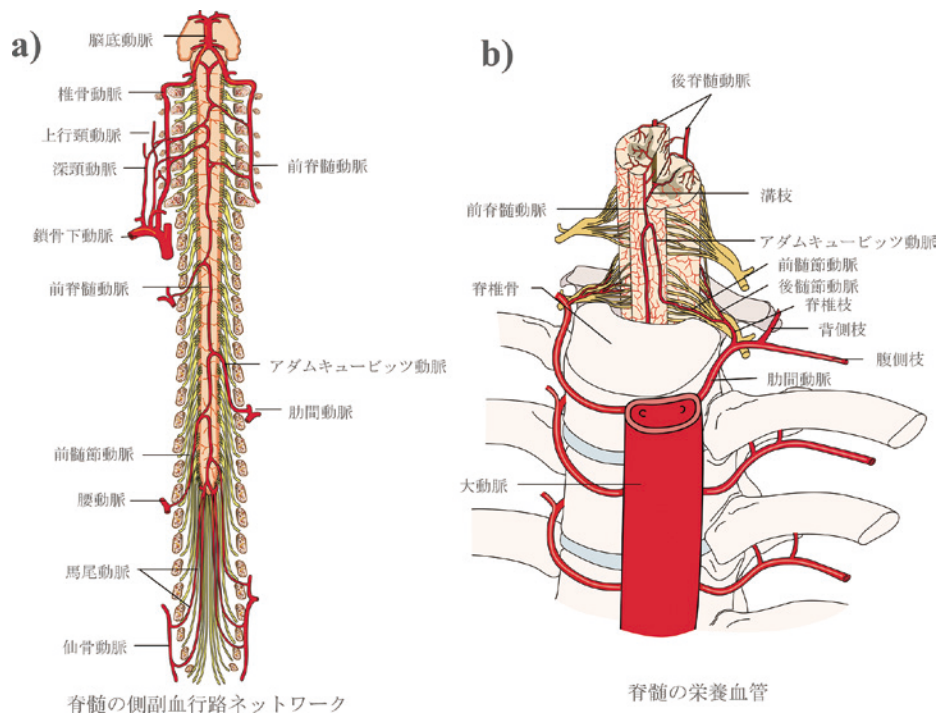 a)
脳底動脈
椎骨動脈
上行頚動脈
深頚動脈
前脊髄動脈
鎖骨下動脈
前脊髄動脈
アダムキュービッツ動脈
肋間動脈
前髄節動脈
腰動脈
馬尾動脈
仙骨動脈
脊髄の側副血行路ネットワーク
b)
後脊髄動脈
溝枝
前脊髄動脈
アダムキュービッツ動脈
前髄節動脈
後髄節動脈
脊椎骨
脊椎枝
背側枝
腹側枝
肋間動脈
大動脈
脊髄の栄養血管